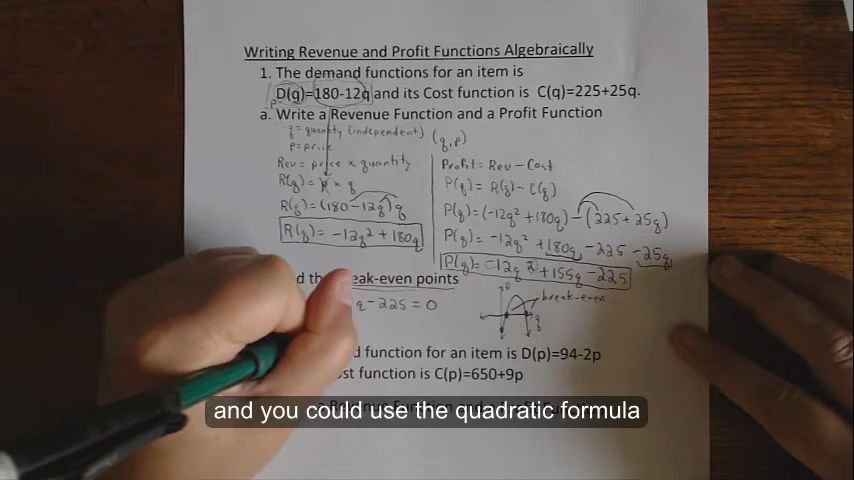 Writing Revenue and Profit Functions Algebraically
1. The demand functions for an item is
D(q)=180-12q and its Cost function is C(q)=225+25q.
p
a. Write a Revenue Function and a Profit Function
q = quantity (independent) (q,p)
p = price
Rev = price × quantity
R(q) = p × q
R(q) = (180-12q)q
R(q) = -12q² + 180q
Profit = Rev - Cost
P(q) = R(q) - C(q)
P(q) = (-12q² + 180q) - (225 + 25q)
P(q) = -12q² + 180q - 225 - 25q
P(q) = -12q² + 155q - 225
d the break-even points
q - 225 = 0
P
break-even
q
d function for an item is D(p)=94-2p
st function is C(p)=650+9p
and you could use the quadratic formula